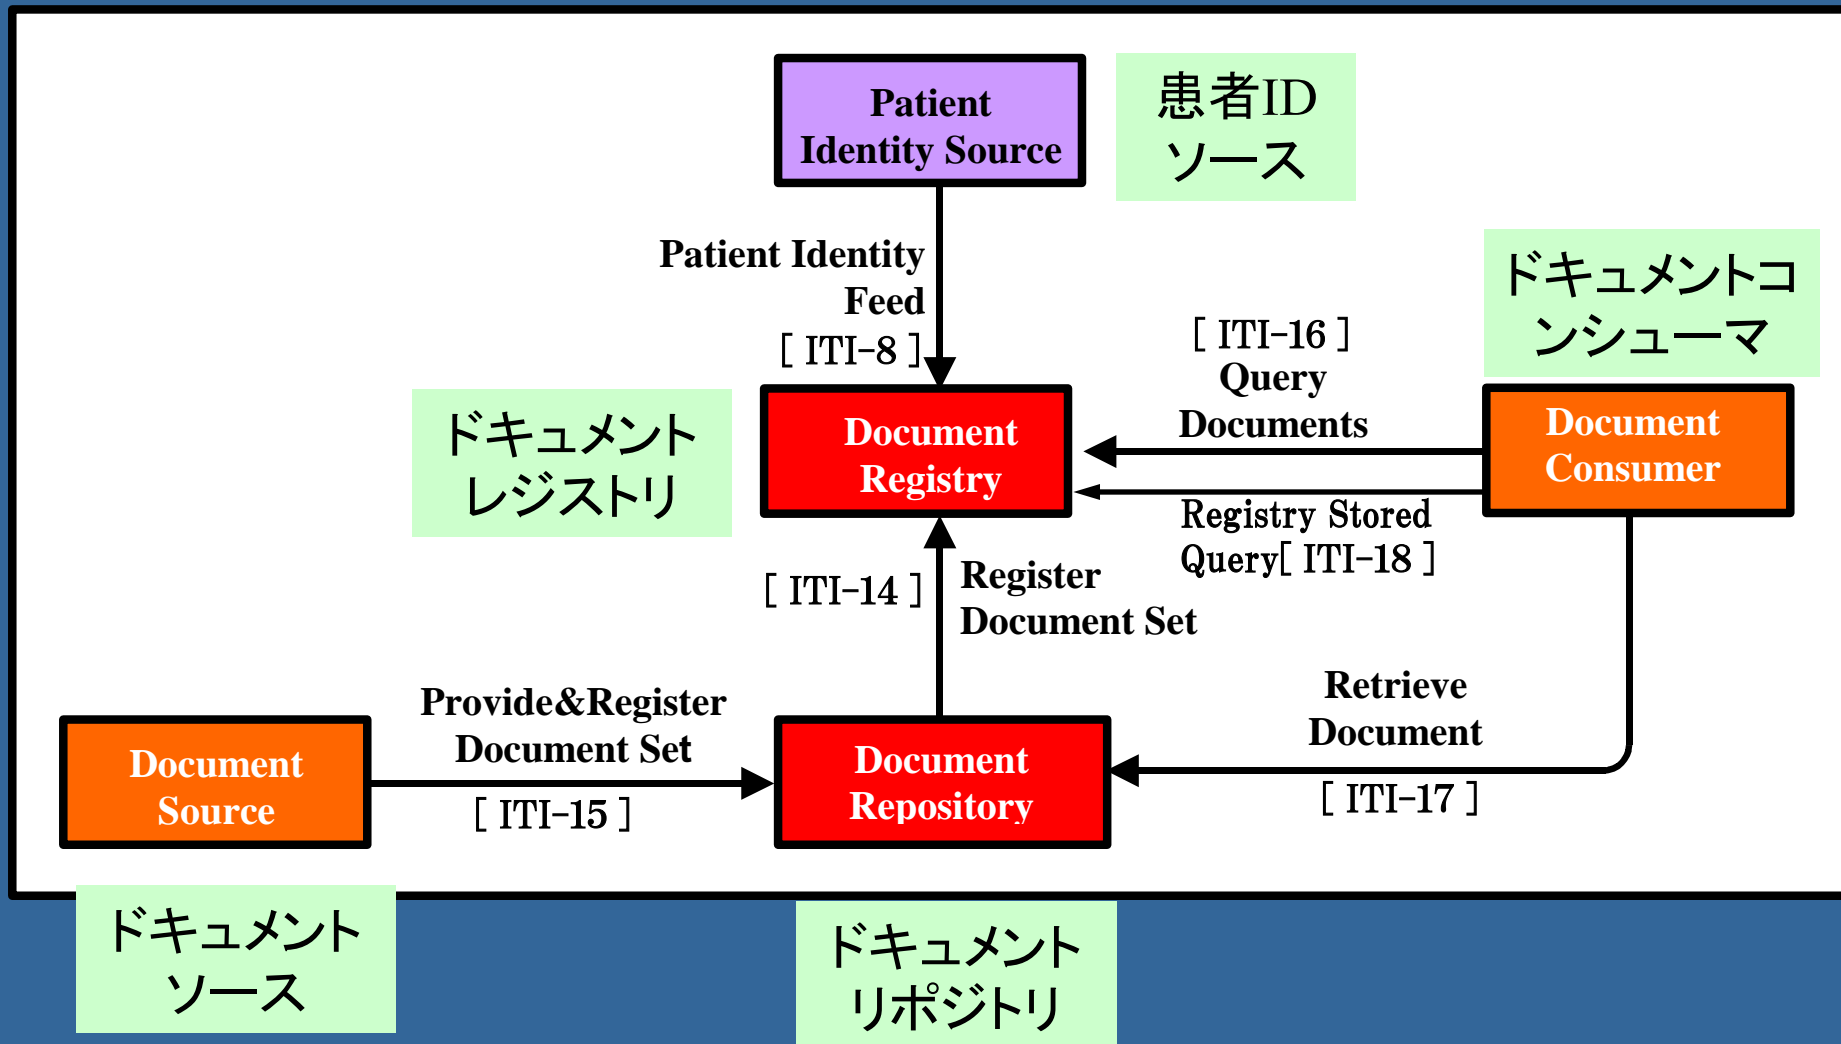 Patient
Identity Source
患者ID
ソース
Patient Identity
Feed
[ ITI-8 ]
ドキュメントコ
ンシューマ
[ ITI-16 ]
Query
Documents
ドキュメント
レジストリ
Document
Registry
Document
Consumer
Registry Stored
Query[ ITI-18 ]
[ ITI-14 ]
Register
Document Set
Provide&Register
Document Set
[ ITI-15 ]
Retrieve
Document
[ ITI-17 ]
Document
Source
Document
Repository
ドキュメント
ソース
ドキュメント
リポジトリ